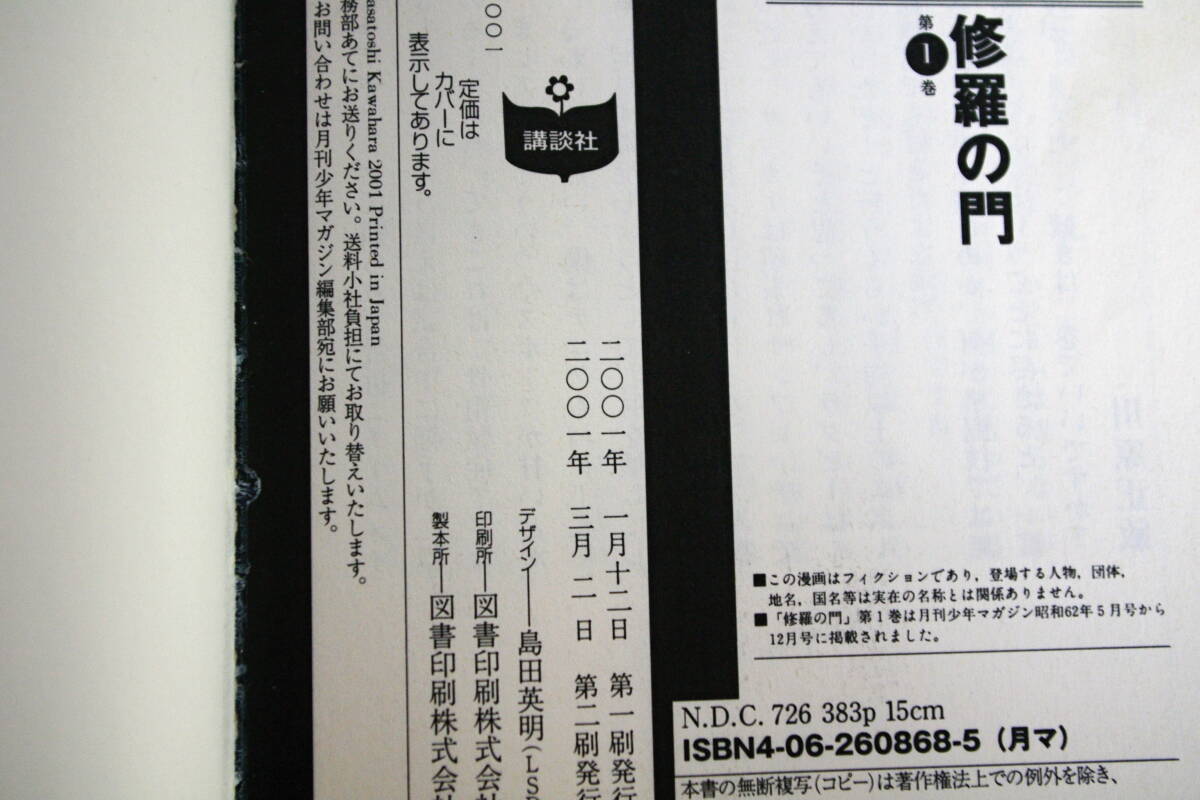 修羅の門
第1巻
■この漫画はフィクションであり，登場する人物，団体，
地名，国名等は実在の名称とは関係ありません。
■「修羅の門」第1巻は月刊少年マガジン昭和62年5月号から
12月号に掲載されました。
N.D.C. 726 383p 15cm
ISBN4-06-260868-5（月マ）
本書の無断複写(コピー)は著作権法上での例外を除き、
二〇〇一年 一月十二日 第一刷発行
二〇〇一年 三月 二日 第二刷発行
講談社
デザイン──島田英明(LSD
印刷所──図書印刷株式会社
製本所──図書印刷株式会社
〇〇一
定価は
カバーに
表示してあります。
asatoshi Kawahara 2001 Printed in Japan
務部あてにお送りください。送料小社負担にてお取り替えいたします。
お問い合わせは月刊少年マガジン編集部宛にお願いいたします。